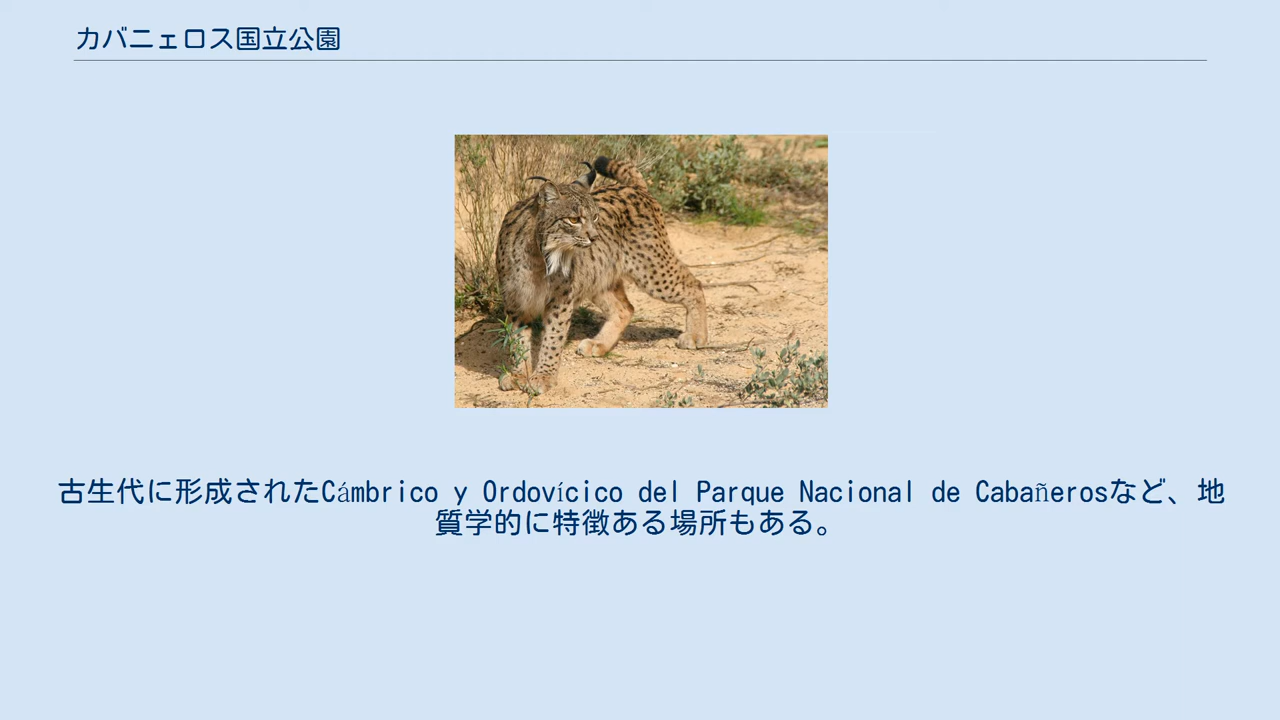 カバニェロス国立公園
古生代に形成されたCámbrico y Ordovícico del Parque Nacional de Cabañerosなど、地
質学的に特徴ある場所もある。